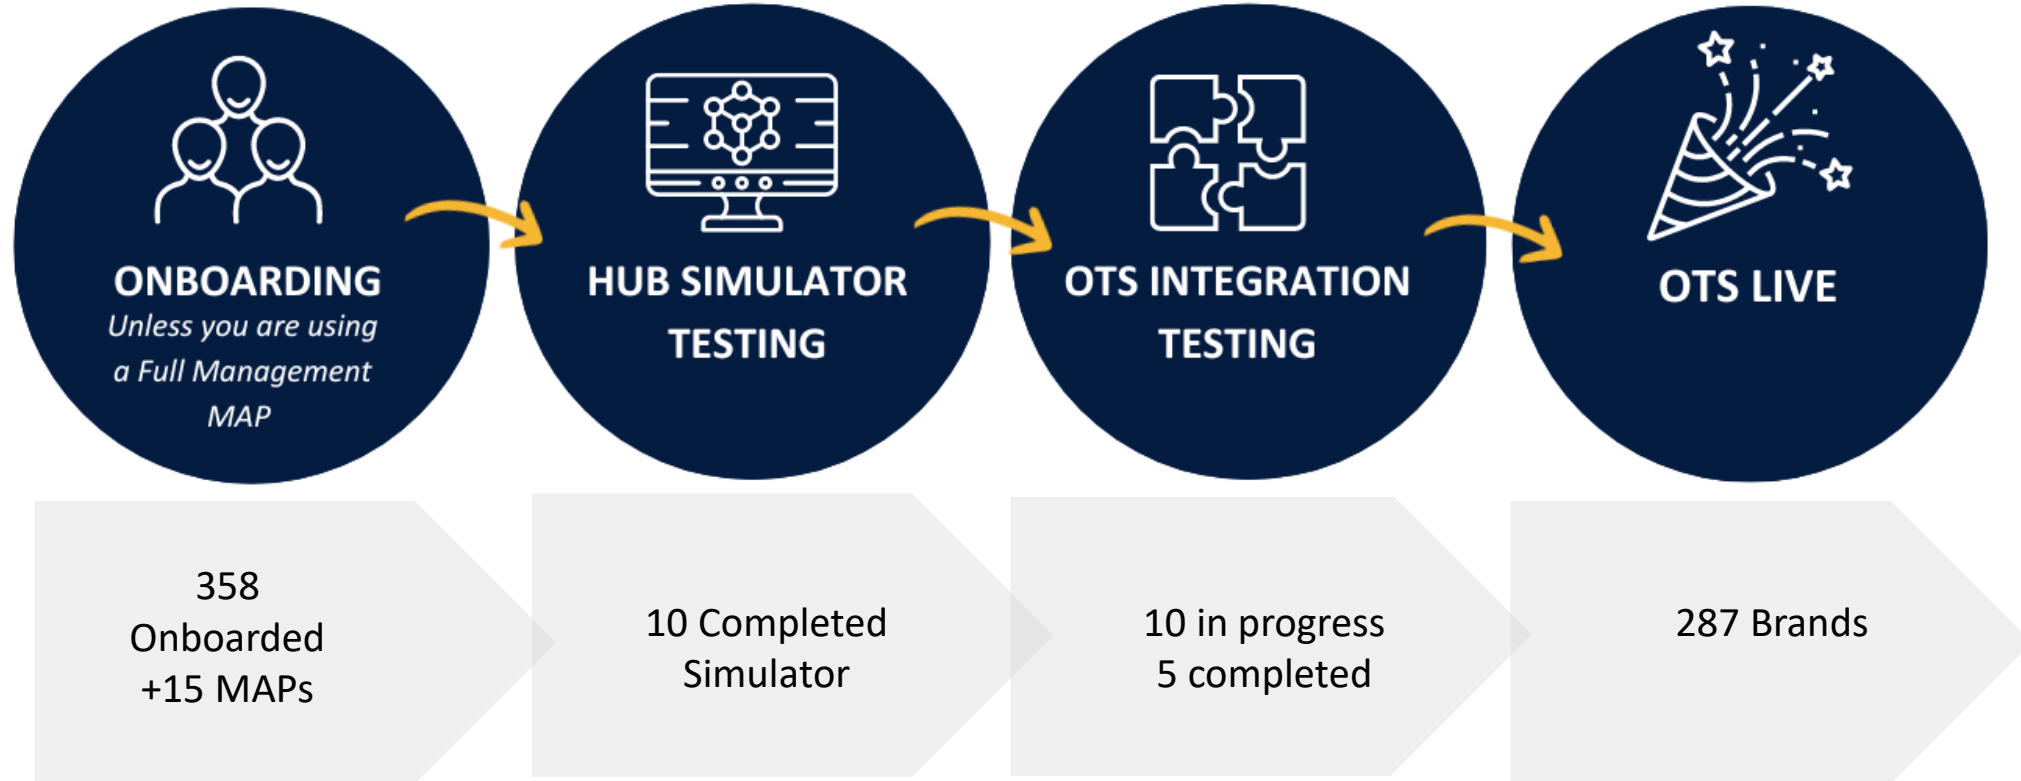 ONBOARDING
Unless you are using
a Full Management
MAP
HUB SIMULATOR
TESTING
OTS INTEGRATION
TESTING
OTS LIVE
358
Onboarded
+15 MAPs
10 Completed
Simulator
10 in progress
5 completed
287 Brands